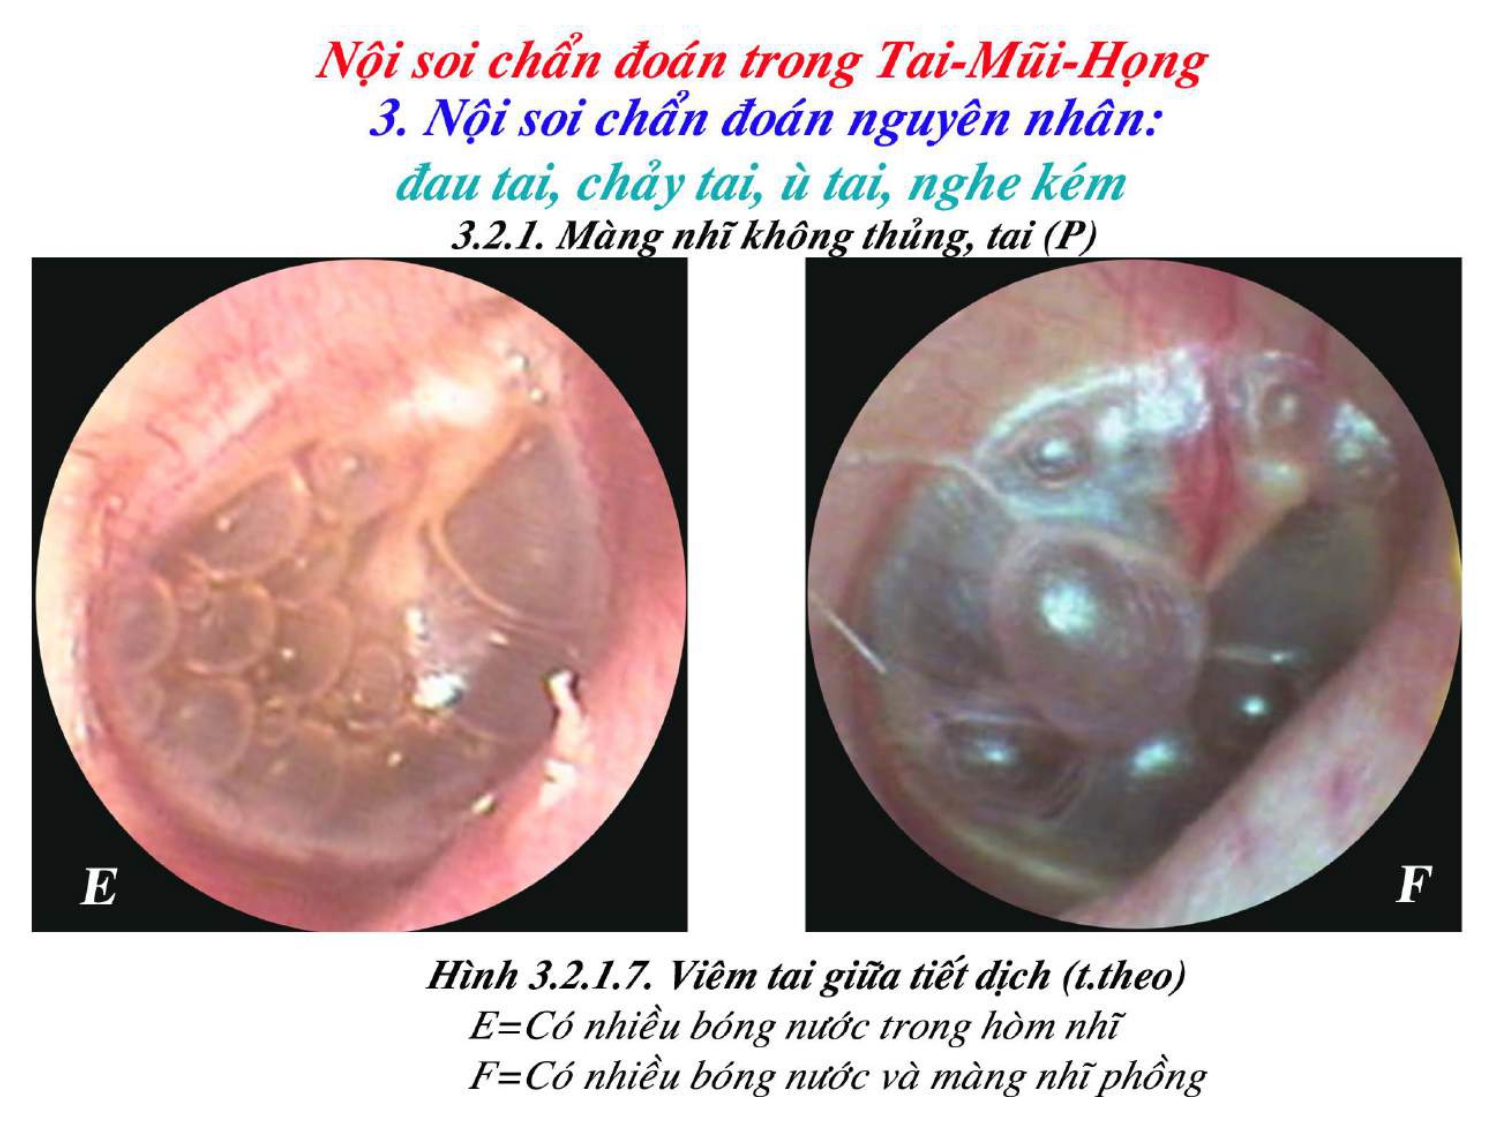 Nội soi chẩn đoán trong Tai-Mũi-Họng
3. Nội soi chẩn đoán nguyên nhân:
đau tai, chảy tai, ù tai, nghe kém
3.2.1. Màng nhĩ không thủng, tai (P)
E
F
Hình 3.2.1.7. Viêm tai giữa tiết dịch (t.theo)
E=Có nhiều bóng nước trong hòm nhĩ
F=Có nhiều bóng nước và màng nhĩ phồng